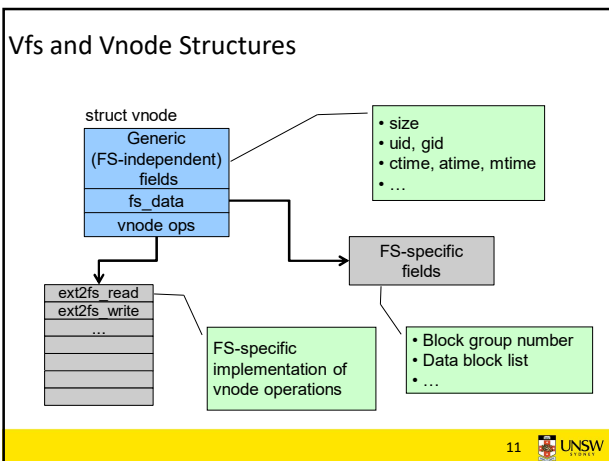 Vfs and Vnode Structures
struct vnode
Generic
(FS-independent)
fields
fs_data
vnode ops
• size
• uid, gid
• ctime, atime, mtime
• …
FS-specific
fields
ext2fs_read
ext2fs_write
…
FS-specific
implementation of
vnode operations
• Block group number
• Data block list
• …
11
UNSW
SYDNEY